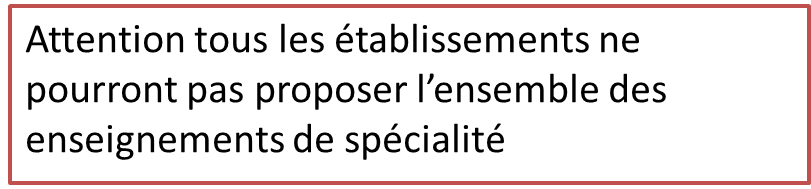 Attention tous les établissements ne
pourront pas proposer l’ensemble des
enseignements de spécialité